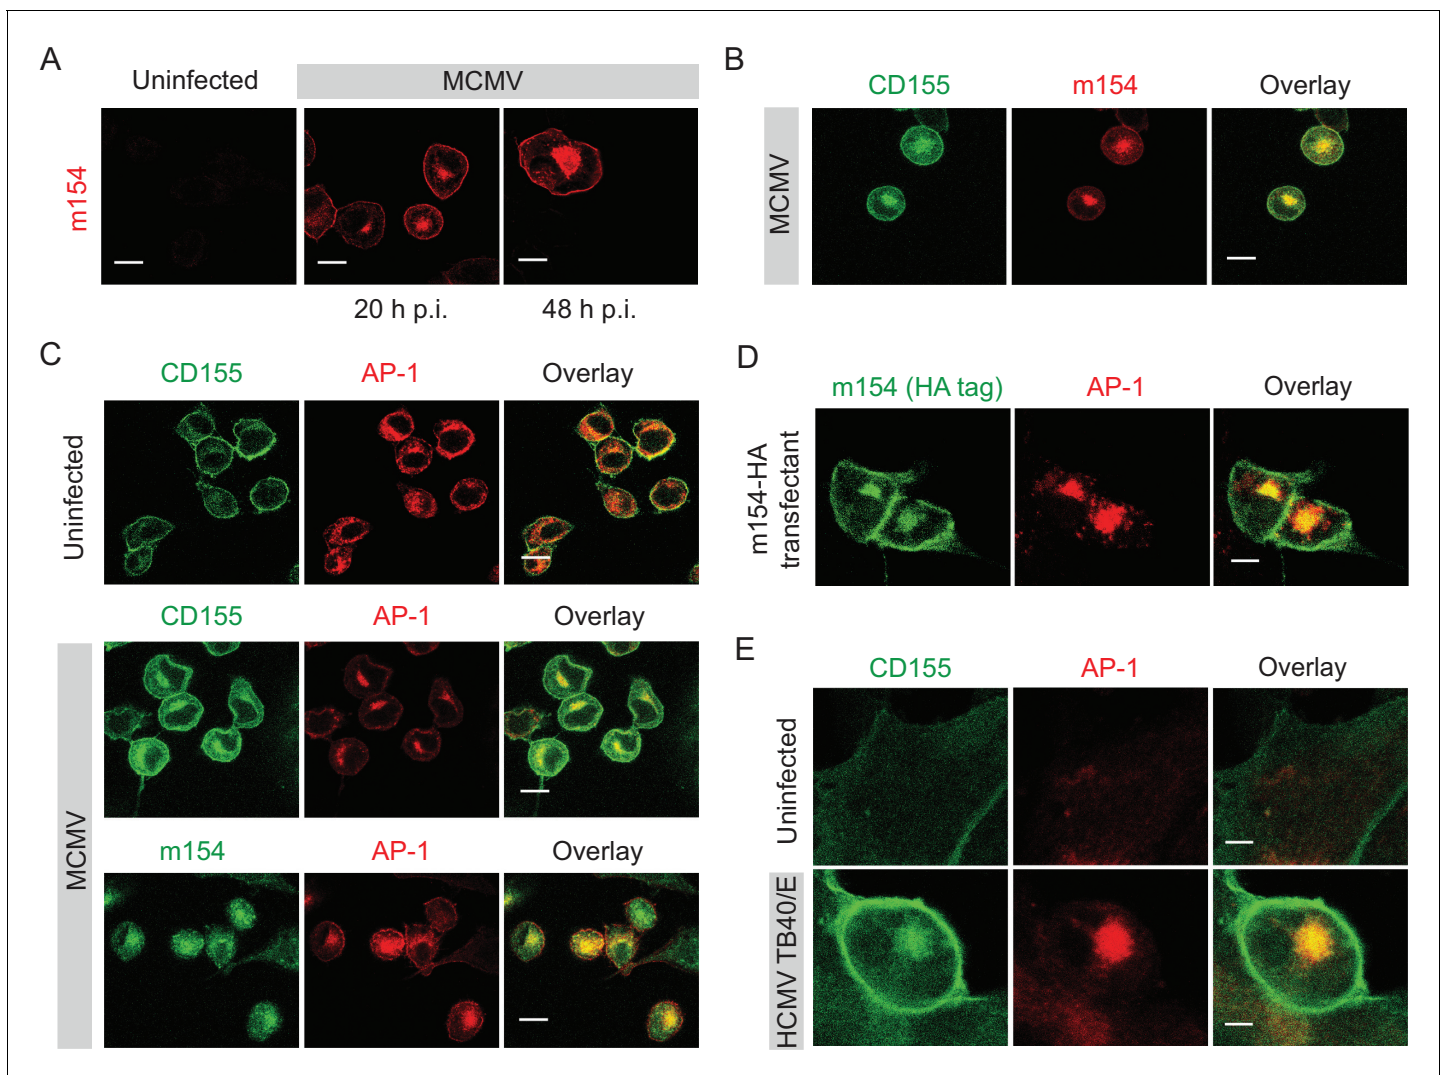 A
Uninfected
MCMV
m154
20 h p.i.
48 h p.i.
B
CD155
m154
Overlay
MCMV
C
CD155
AP-1
Overlay
Uninfected
CD155
AP-1
Overlay
MCMV
m154
AP-1
Overlay
D
m154 (HA tag)
AP-1
Overlay
m154-HA
transfectant
E
CD155
AP-1
Overlay
Uninfected
HCMV TB40/E